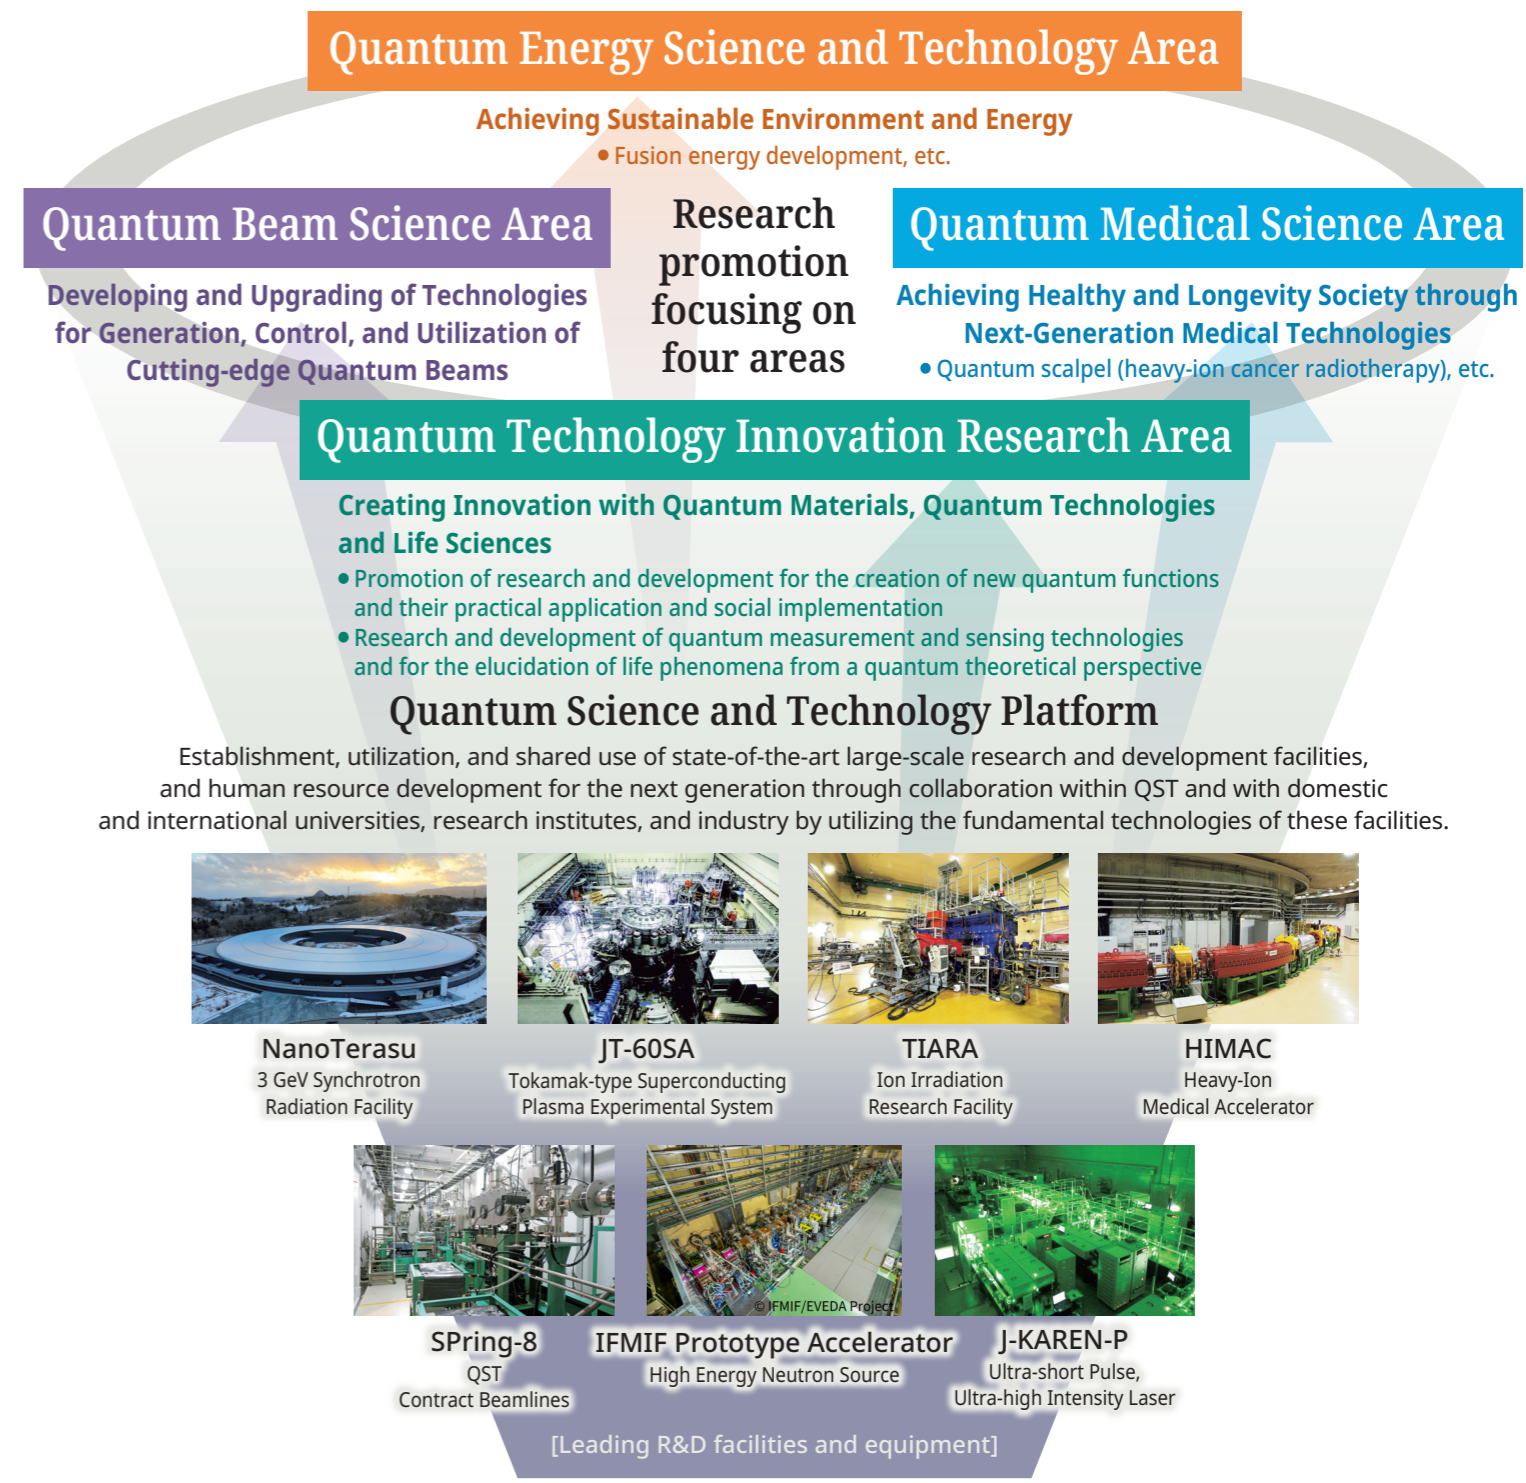 Quantum Energy Science and Technology Area
Achieving Sustainable Environment and Energy
● Fusion energy development, etc.
Quantum Beam Science Area
Developing and Upgrading of Technologies
for Generation, Control, and Utilization of
Cutting-edge Quantum Beams
Research
promotion
focusing on
four areas
Quantum Medical Science Area
Achieving Healthy and Longevity Society through
Next-Generation Medical Technologies
● Quantum scalpel (heavy-ion cancer radiotherapy), etc.
Quantum Technology Innovation Research Area
Creating Innovation with Quantum Materials, Quantum Technologies
and Life Sciences
● Promotion of research and development for the creation of new quantum functions
and their practical application and social implementation
● Research and development of quantum measurement and sensing technologies
and for the elucidation of life phenomena from a quantum theoretical perspective
Quantum Science and Technology Platform
Establishment, utilization, and shared use of state-of-the-art large-scale research and development facilities,
and human resource development for the next generation through collaboration within QST and with domestic
and international universities, research institutes, and industry by utilizing the fundamental technologies of these facilities.
NanoTerasu
3 GeV Synchrotron
Radiation Facility
JT-60SA
Tokamak-type Superconducting
Plasma Experimental System
TIARA
Ion Irradiation
Research Facility
HIMAC
Heavy-Ion
Medical Accelerator
SPring-8
QST
Contract Beamlines
© IFMIF/EVEDA Project
IFMIF Prototype Accelerator
High Energy Neutron Source
J-KAREN-P
Ultra-short Pulse,
Ultra-high Intensity Laser
[Leading R&D facilities and equipment]